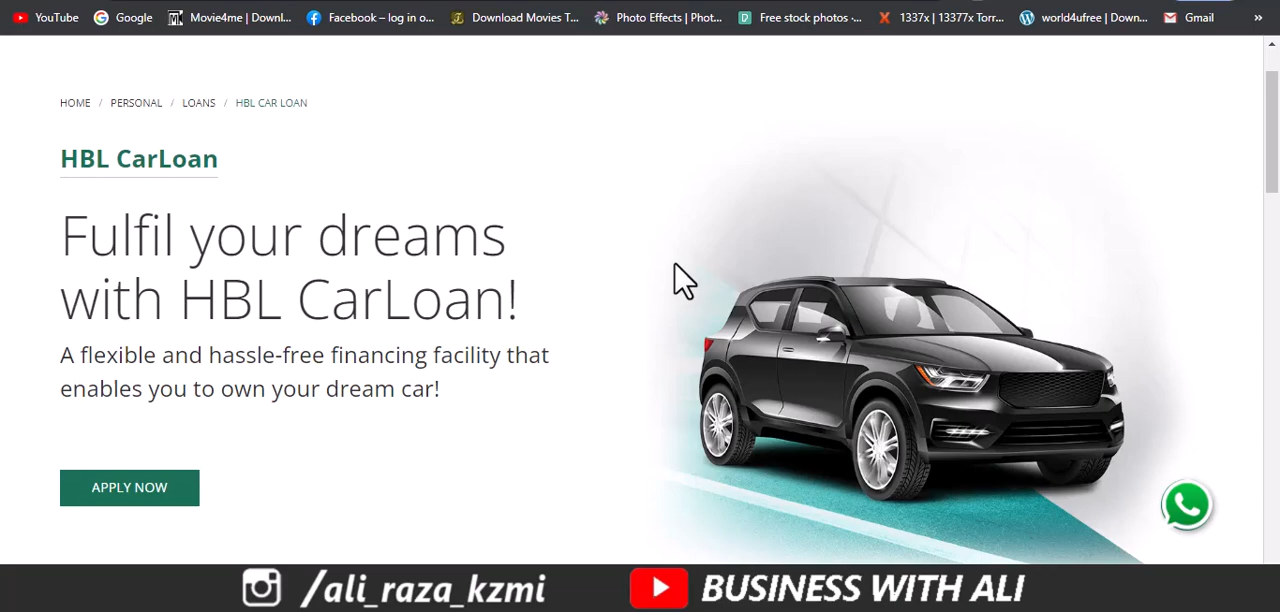 YouTube Google Movie4me | Downl... Facebook – log in o... Download Movies T... Photo Effects | Phot... Free stock photos ·... 1337x | 13377x Torr... world4ufree | Down... Gmail »
HOME / PERSONAL / LOANS / HBL CAR LOAN
HBL CarLoan
Fulfil your dreams
with HBL CarLoan!
A flexible and hassle-free financing facility that
enables you to own your dream car!
APPLY NOW
/ali_raza_kzmi BUSINESS WITH ALI